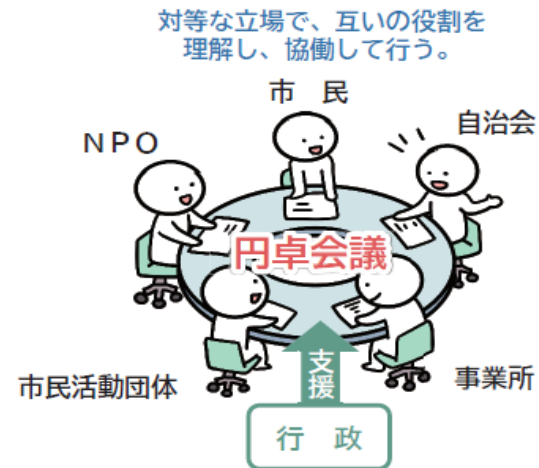 対等な立場で、互いの役割を
理解し、協働して行う。
市　民
自治会
ＮＰＯ
円卓会議
市民活動団体
事業所
支援
行　政